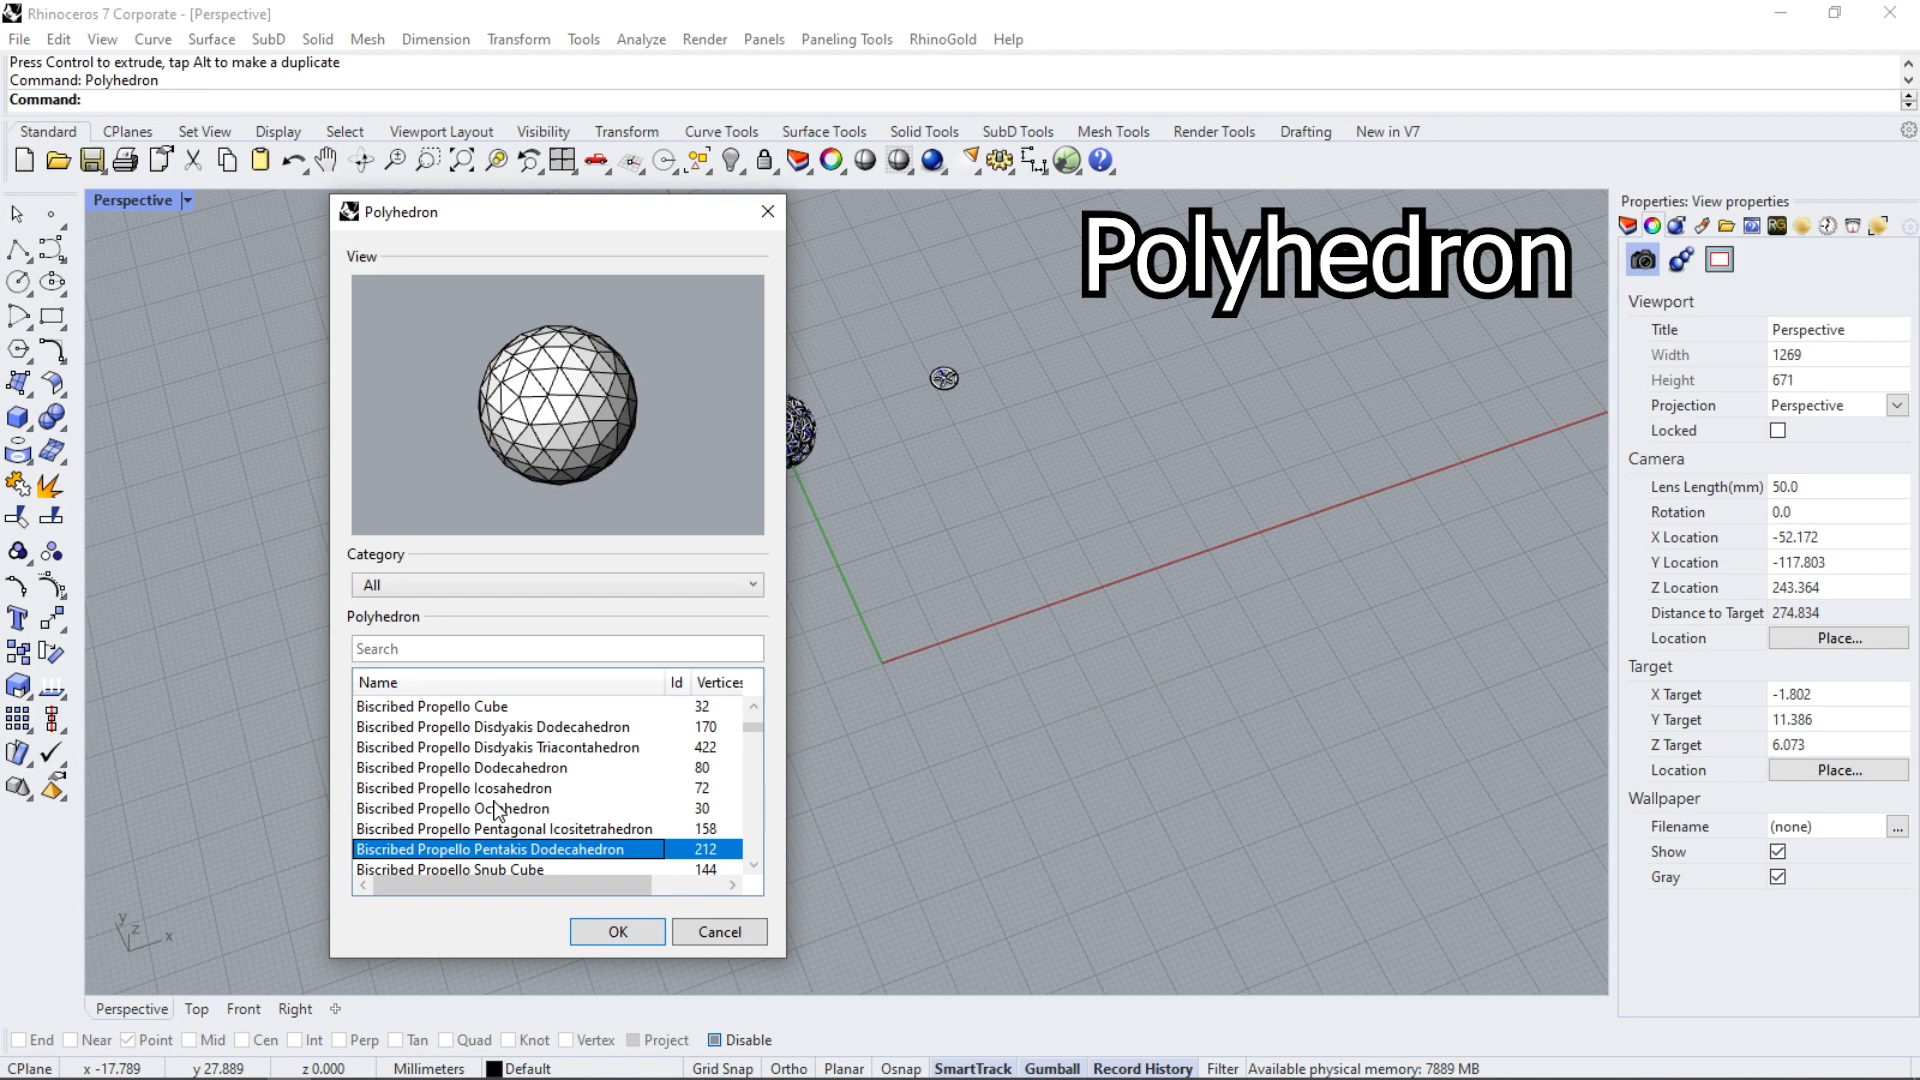 Rhinoceros 7 Corporate - [Perspective]
File Edit View Curve Surface SubD Solid Mesh Dimension Transform Tools Analyze Render Panels Paneling Tools RhinoGold Help
Press Control to extrude, tap Alt to make a duplicate
Command: Polyhedron
Command:
Standard CPlanes Set View Display Select Viewport Layout Visibility Transform Curve Tools Surface Tools Solid Tools SubD Tools Mesh Tools Render Tools Drafting New in V7
Perspective
Polyhedron
View
Category
All
Polyhedron
Search
Name Id Vertices
Biscribed Propello Cube 32
Biscribed Propello Disdyakis Dodecahedron 170
Biscribed Propello Disdyakis Triacontahedron 422
Biscribed Propello Dodecahedron 80
Biscribed Propello Icosahedron 72
Biscribed Propello Octahedron 30
Biscribed Propello Pentagonal Icositetrahedron 158
Biscribed Propello Pentakis Dodecahedron 212
Biscribed Propello Snub Cube 144
OK Cancel
Polyhedron
y
z
x
Properties: View properties
RG
Viewport
Title Perspective
Width 1269
Height 671
Projection Perspective
Locked
Camera
Lens Length(mm) 50.0
Rotation 0.0
X Location -52.172
Y Location -117.803
Z Location 243.364
Distance to Target 274.834
Location Place...
Target
X Target -1.802
Y Target 11.386
Z Target 6.073
Location Place...
Wallpaper
Filename (none) ...
Show
Gray
Perspective Top Front Right
End Near Point Mid Cen Int Perp Tan Quad Knot Vertex Project Disable
CPlane x -17.789 y 27.889 z 0.000 Millimeters Default Grid Snap Ortho Planar Osnap SmartTrack Gumball Record History Filter Available physical memory: 7889 MB